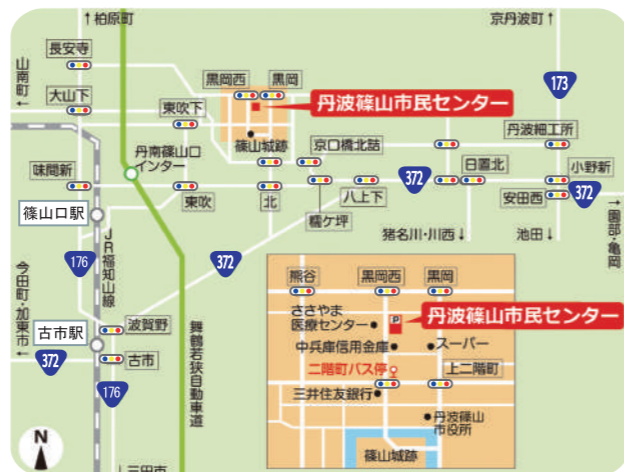 ↑柏原町
京丹波町↑
長安寺
山南町←
大山下
東吹下
黒岡西
黒岡
丹波篠山市民センター
173
丹南篠山口
インター
篠山城跡
京口橋北詰
丹波細工所
味間新
日置北
小野新
372
八上下
安田西
372
東吹
北
糯ケ坪
篠山口駅
猪名川・川西↓
池田↓
→園部・亀岡
176
JR福知山線
372
今田町・加東市←
波賀野
古市駅
372
古市
176
舞鶴若狭自動車道
N
↓三田市
熊谷
黒岡西
黒岡
ささやま
医療センター
P
丹波篠山市民センター
中兵庫信用金庫
スーパー
二階町バス停
上二階町
三井住友銀行
丹波篠山
市役所
篠山城跡